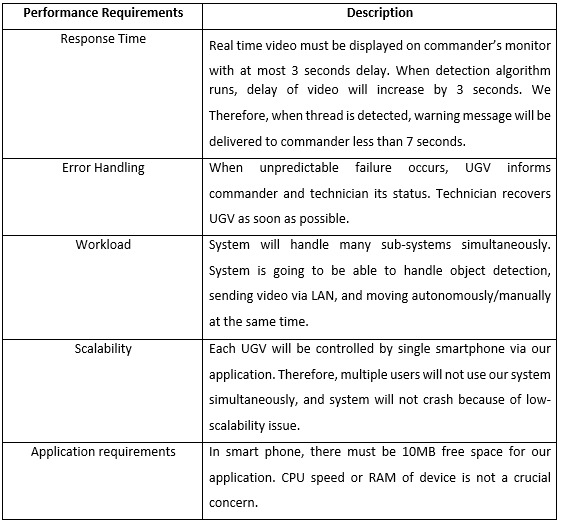 Performance Requirements Description
Response Time
Real time video must be displayed on commander's monitor
with at most 3 seconds delay. When detection algorithm
runs, delay of video will increase by 3 seconds. We
Therefore, when thread is detected, warning message will be
delivered to commander less than 7 seconds.
Error Handling
When unpredictable failure occurs, UGV informs
commander and technician its status. Technician recovers
UGV as soon as possible.
Workload
System will handle many sub-systems simultaneously.
System is going to be able to handle object detection,
sending video via LAN, and moving autonomously/manually
at the same time.
Scalability
Each UGV will be controlled by single smartphone via our
application. Therefore, multiple users will not use our system
simultaneously, and system will not crash because of low-
scalability issue.
Application requirements
In smart phone, there must be 10MB free space for our
application. CPU speed or RAM of device is not a crucial
concern.